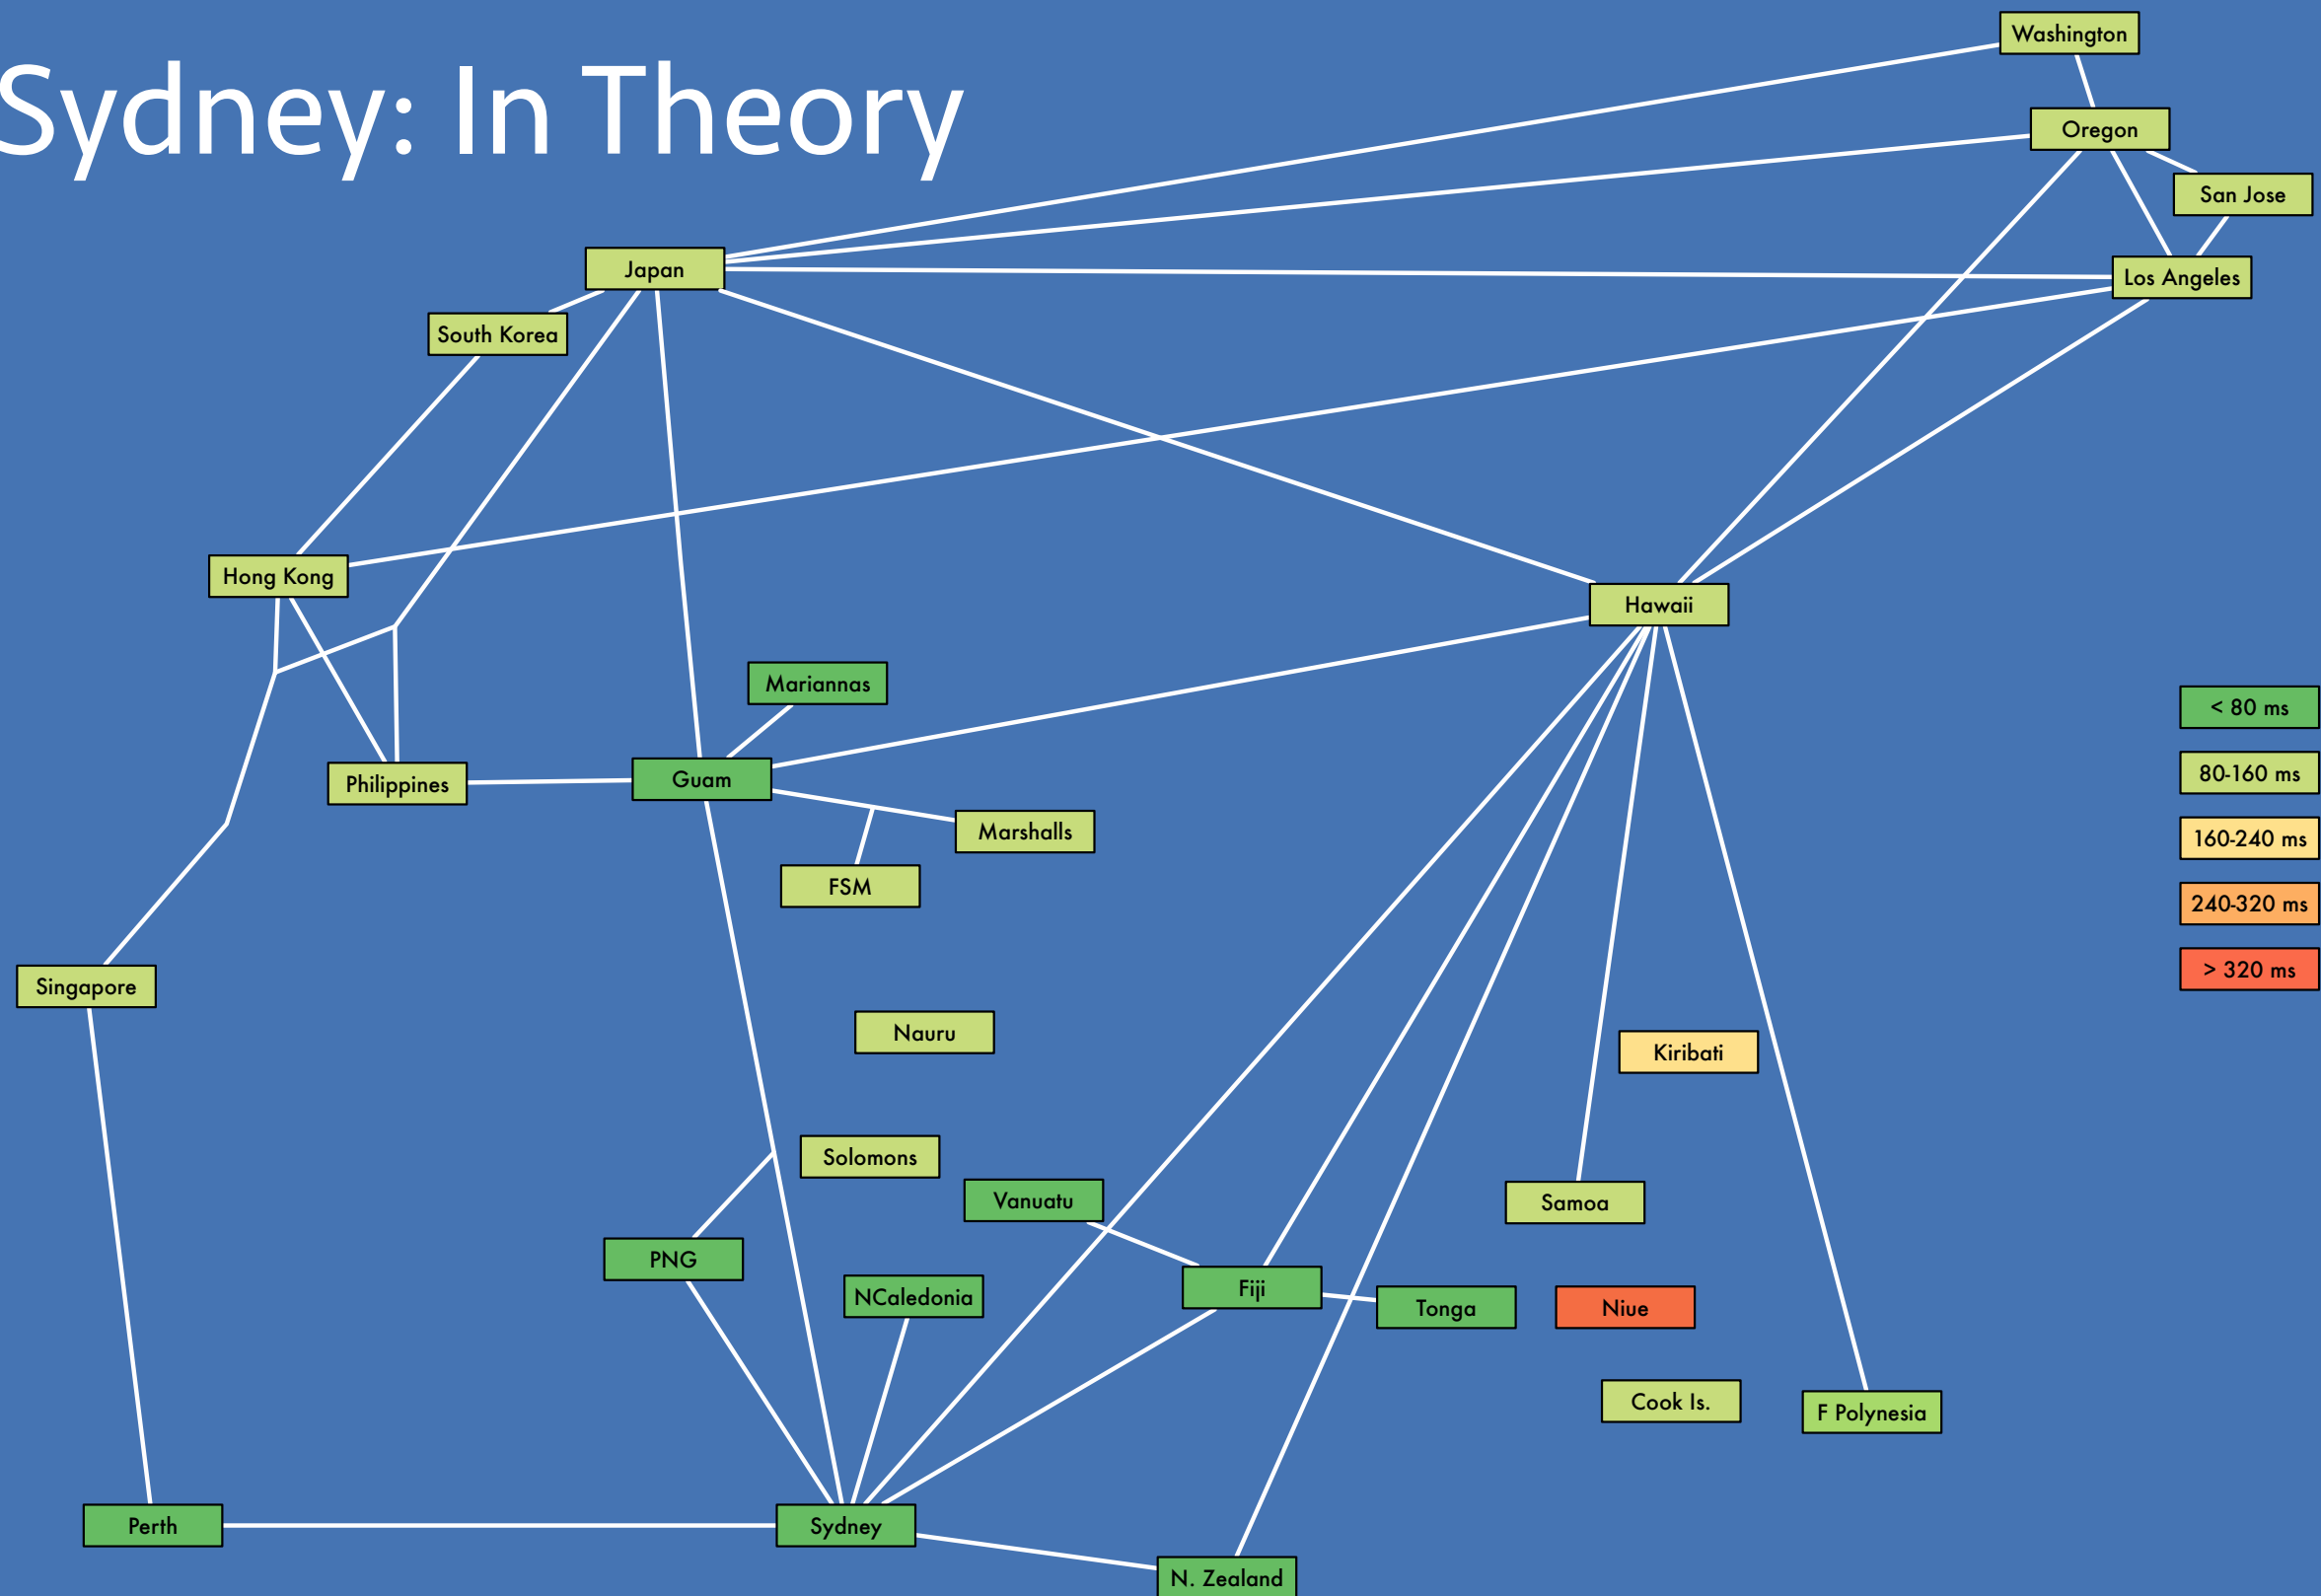 Sydney: In Theory
Washington
Oregon
San Jose
Japan
Los Angeles
South Korea
Hong Kong
Hawaii
Mariannas
< 80 ms
Guam
80-160 ms
Philippines
Marshalls
160-240 ms
FSM
240-320 ms
> 320 ms
Singapore
Nauru
Kiribati
Solomons
Vanuatu
Samoa
PNG
NCaledonia
Fiji
Tonga
Niue
Cook Is.
F Polynesia
Perth
Sydney
N. Zealand